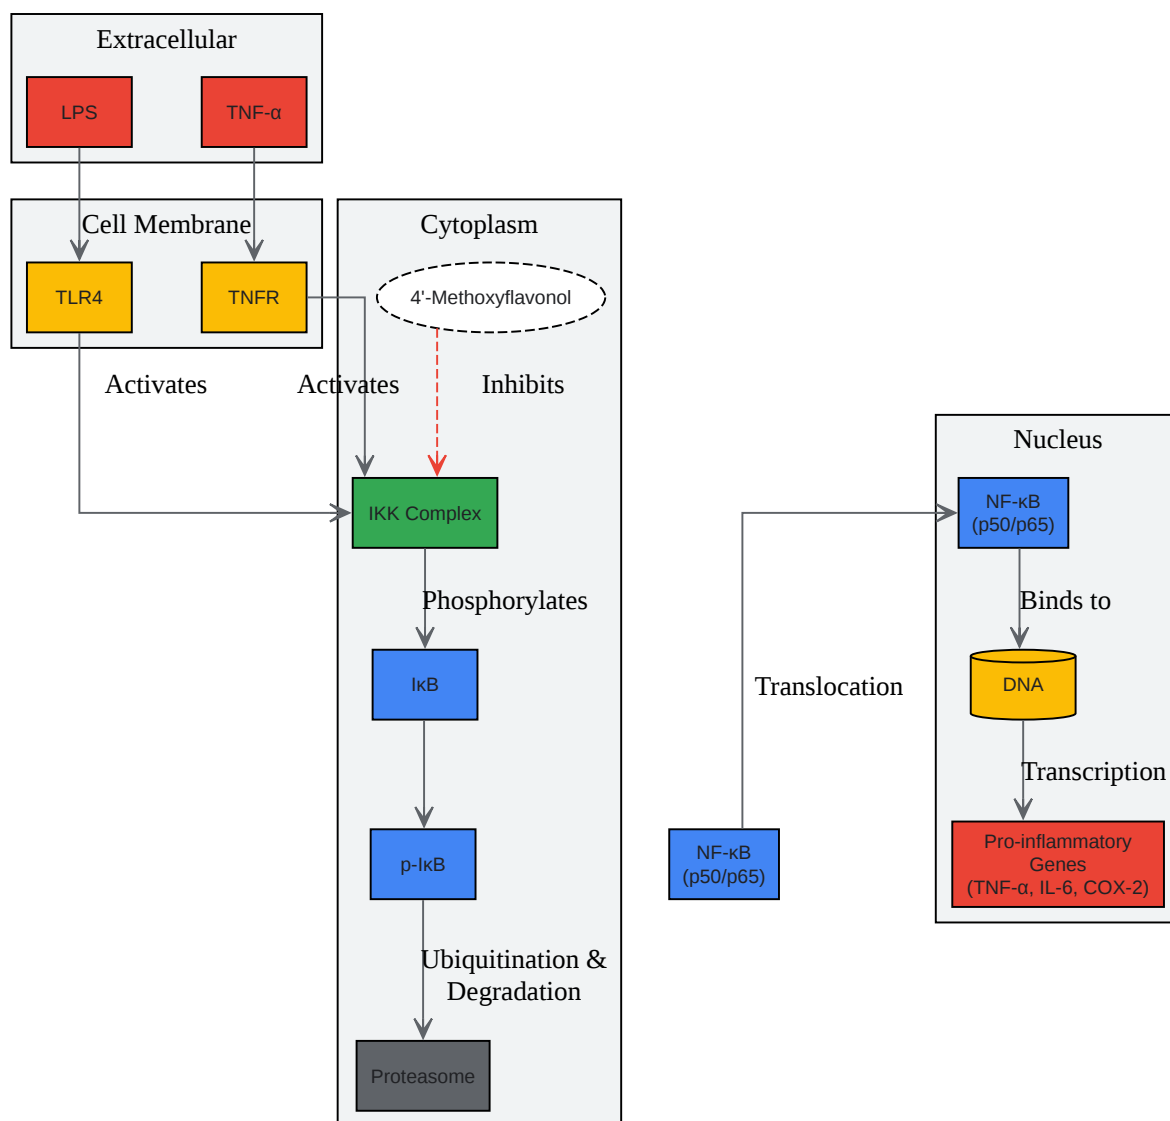 Extracellular
LPS
TNF-α
Cell Membrane
TLR4
TNFR
Cytoplasm
4'-Methoxyflavonol
Activates
Activates
Inhibits
IKK Complex
Phosphorylates
IκB
p-IκB
Ubiquitination &
Degradation
Proteasome
NF-κB
(p50/p65)
Translocation
Nucleus
NF-κB
(p50/p65)
Binds to
DNA
Transcription
Pro-inflammatory
Genes
(TNF-α, IL-6, COX-2)